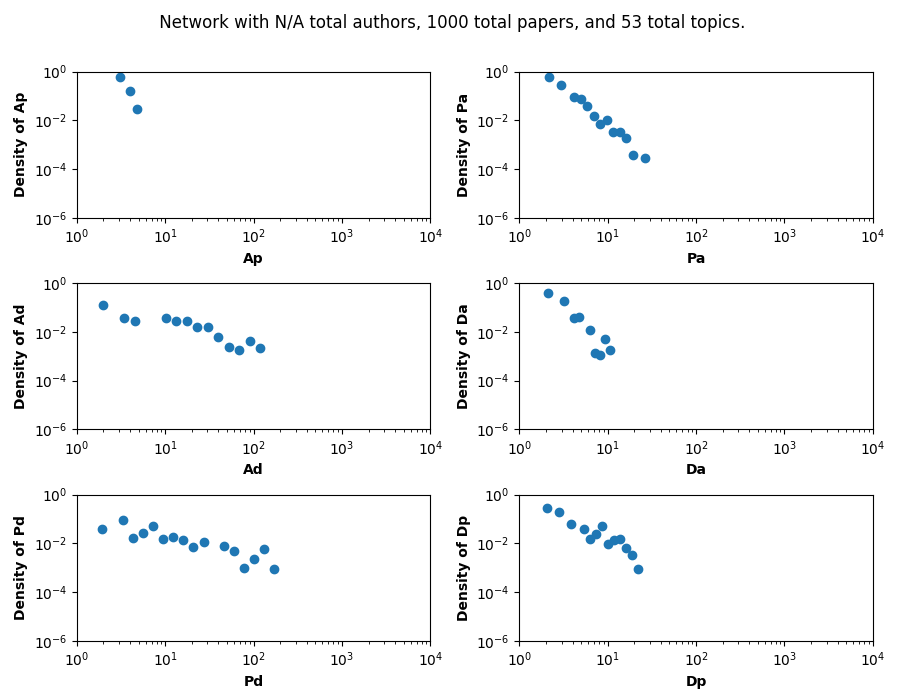 Network with N/A total authors, 1000 total papers, and 53 total topics.
10^0
10^-2
10^-4
10^-6
Density of Ap
10^0 10^1 10^2 10^3 10^4
Ap
10^0
10^-2
10^-4
10^-6
Density of Pa
10^0 10^1 10^2 10^3 10^4
Pa
10^0
10^-2
10^-4
10^-6
Density of Ad
10^0 10^1 10^2 10^3 10^4
Ad
10^0
10^-2
10^-4
10^-6
Density of Da
10^0 10^1 10^2 10^3 10^4
Da
10^0
10^-2
10^-4
10^-6
Density of Pd
10^0 10^1 10^2 10^3 10^4
Pd
10^0
10^-2
10^-4
10^-6
Density of Dp
10^0 10^1 10^2 10^3 10^4
Dp